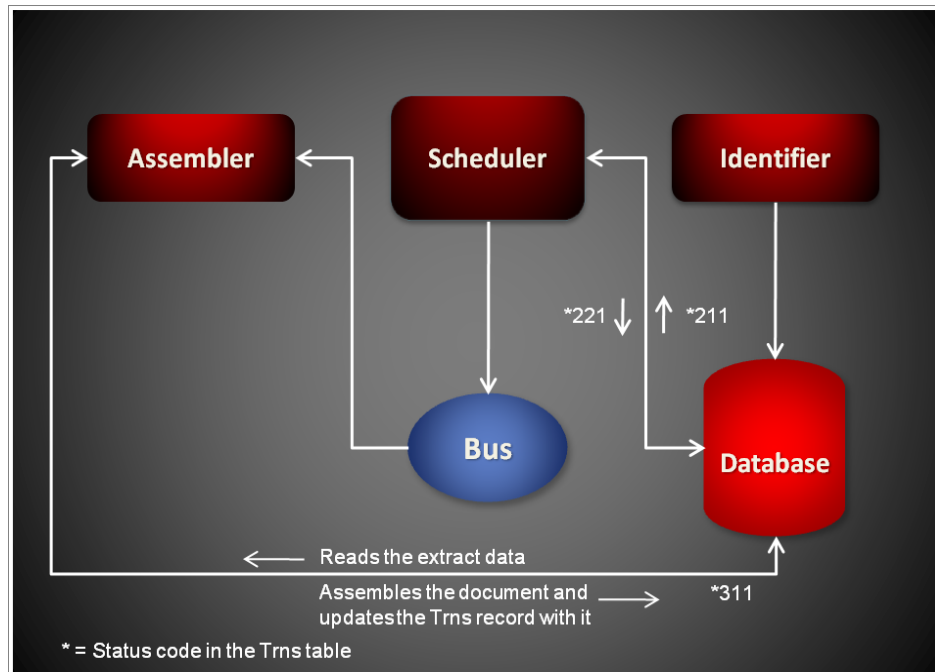 Assembler
Scheduler
Identifier
*221
*211
Bus
Database
Reads the extract data
Assembles the document and
updates the Trns record with it
*311
* = Status code in the Trns table